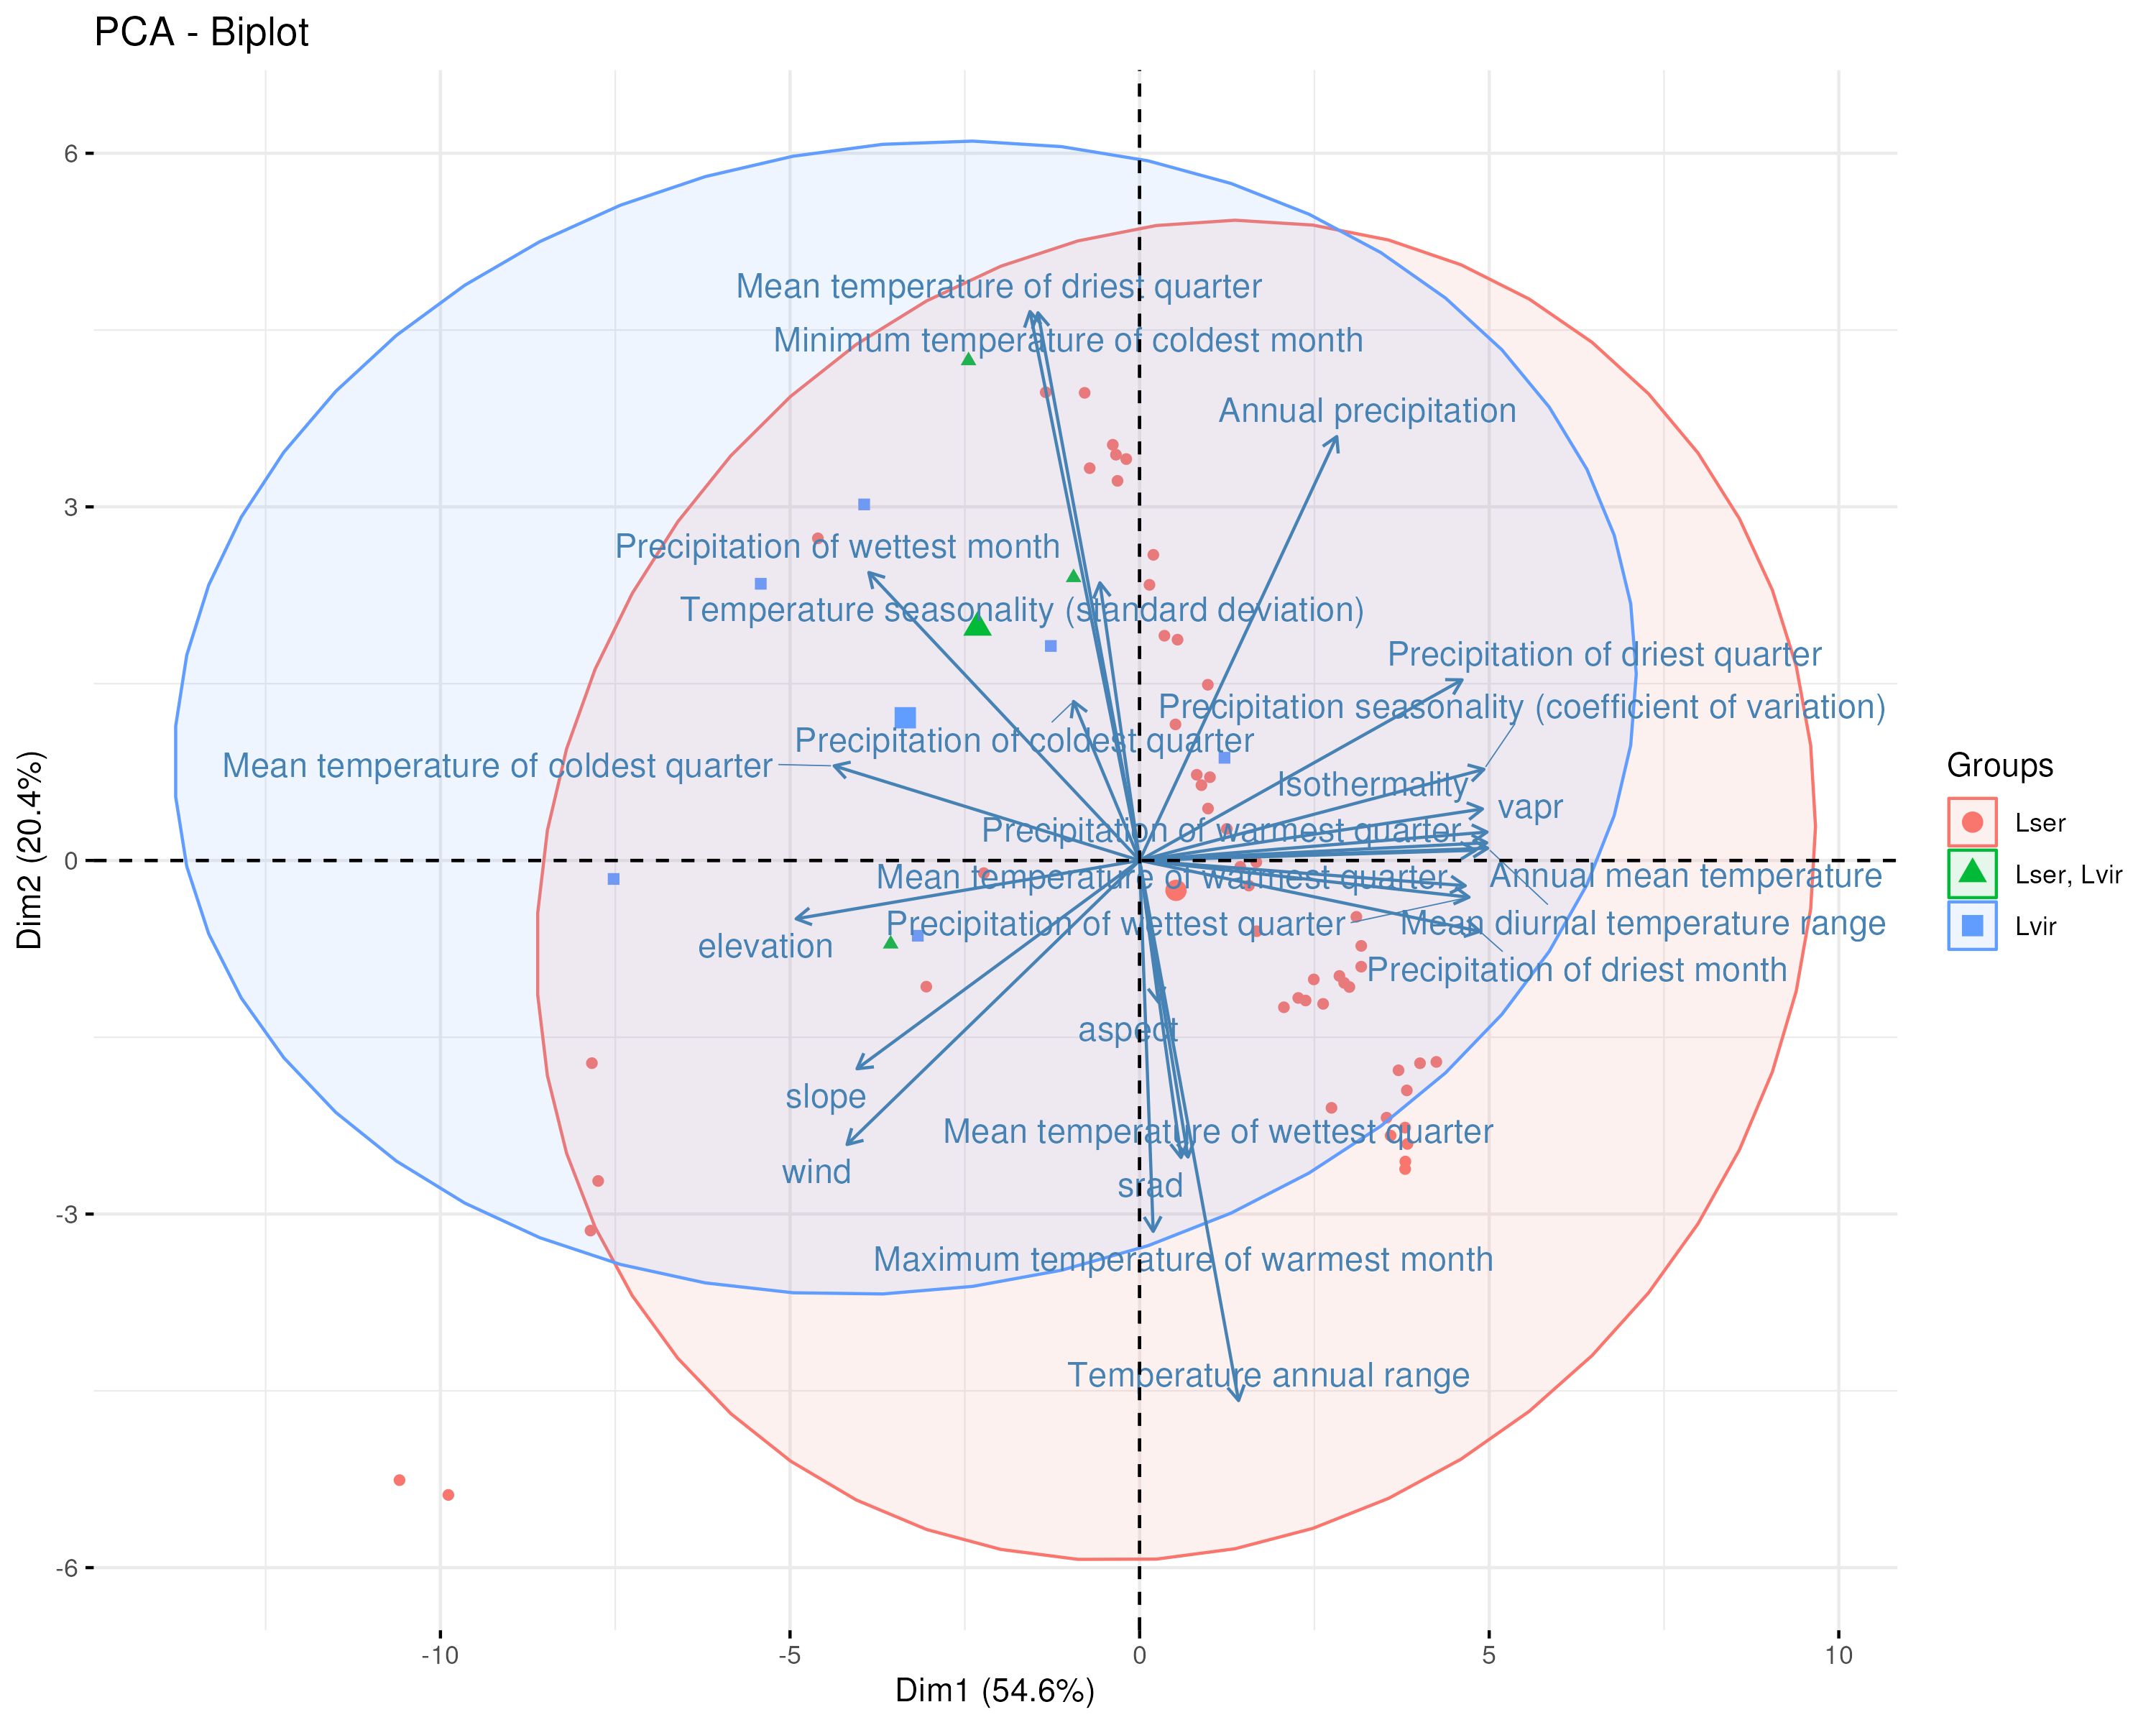 PCA - Biplot
6
3
0
-3
-6
Dim2 (20.4%)
Mean temperature of driest quarter
Minimum temperature of coldest month
Annual precipitation
Precipitation of wettest month
Temperature seasonality (standard deviation)
Precipitation of driest quarter
Precipitation seasonality (coefficient of variation)
Precipitation of coldest quarter
Mean temperature of coldest quarter
Isothermality
vapr
Precipitation of warmest quarter
Mean temperature of warmest quarter
Annual mean temperature
Precipitation of wettest quarter
Mean diurnal temperature range
elevation
Precipitation of driest month
aspect
slope
Mean temperature of wettest quarter
wind
srad
Maximum temperature of warmest month
Temperature annual range
-10
-5
0
5
10
Dim1 (54.6%)
Groups
Lser
Lser, Lvir
Lvir